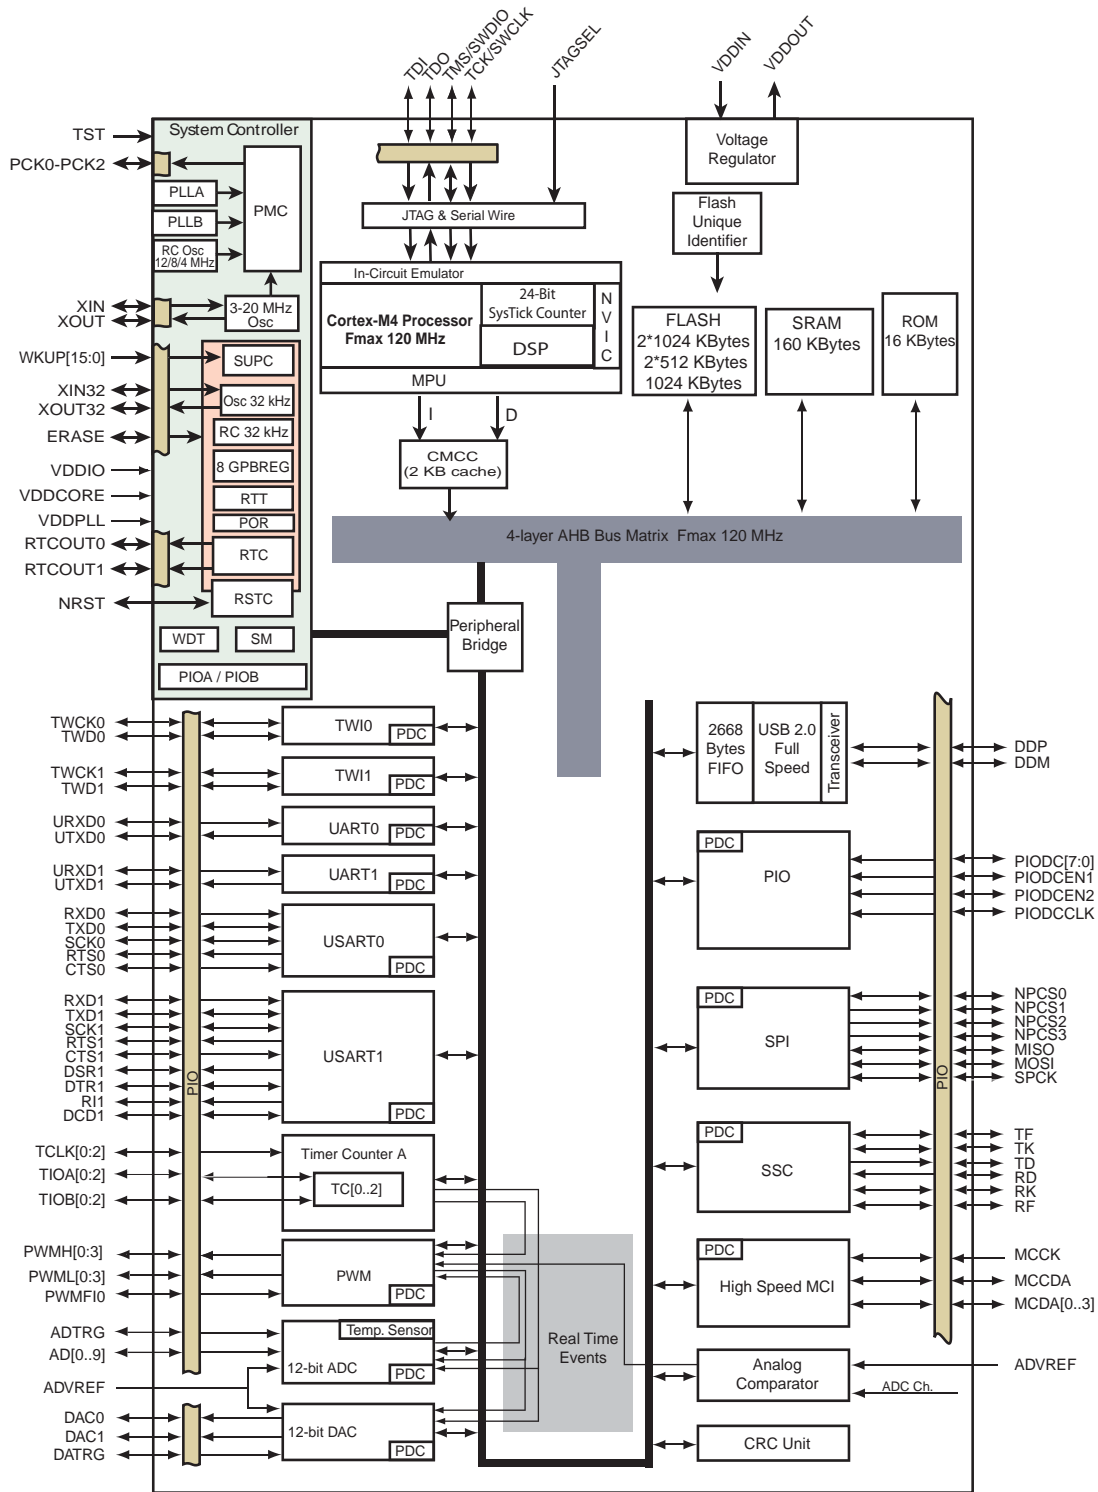 TDI
TDO
TMS/SWDIO
TCK/SWCLK
JTAGSEL
VDDIN
VDDOUT
System Controller
TST
PCK0-PCK2
PLLA
PLLB
RC Osc
12/8/4 MHz
PMC
XIN
XOUT
3-20 MHz
Osc
WKUP[15:0]
XIN32
XOUT32
ERASE
VDDIO
VDDCORE
VDDPLL
RTCOUT0
RTCOUT1
NRST
SUPC
Osc 32 kHz
RC 32 kHz
8 GPBREG
RTT
POR
RTC
RSTC
WDT
SM
PIOA / PIOB
JTAG & Serial Wire
In-Circuit Emulator
Cortex-M4 Processor
Fmax 120 MHz
24-Bit
SysTick Counter
DSP
N
V
I
C
MPU
I
D
CMCC
(2 KB cache)
Voltage
Regulator
Flash
Unique
Identifier
FLASH
2*1024 KBytes
2*512 KBytes
1024 KBytes
SRAM
160 KBytes
ROM
16 KBytes
4-layer AHB Bus Matrix Fmax 120 MHz
Peripheral
Bridge
TWCK0
TWD0
TWI0
PDC
TWCK1
TWD1
TWI1
PDC
URXD0
UTXD0
UART0
PDC
URXD1
UTXD1
UART1
PDC
RXD0
TXD0
SCK0
RTS0
CTS0
USART0
PDC
RXD1
TXD1
SCK1
RTS1
CTS1
DSR1
DTR1
RI1
DCD1
PIO
USART1
PDC
TCLK[0:2]
TIOA[0:2]
TIOB[0:2]
Timer Counter A
TC[0..2]
PWMH[0:3]
PWML[0:3]
PWMFI0
PWM
PDC
ADTRG
AD[0..9]
Temp. Sensor
12-bit ADC
PDC
ADVREF
DAC0
DAC1
DATRG
12-bit DAC
PDC
Real Time
Events
2668
Bytes
FIFO
USB 2.0
Full
Speed
Transceiver
DDP
DDM
PDC
PIO
PIODC[7:0]
PIODCEN1
PIODCEN2
PIODCCLK
PDC
SPI
NPCS0
NPCS1
NPCS2
NPCS3
MISO
MOSI
SPCK
PIO
PDC
SSC
TF
TK
TD
RD
RK
RF
PDC
High Speed MCI
MCCK
MCCDA
MCDA[0..3]
Analog
Comparator
ADVREF
ADC Ch.
CRC Unit